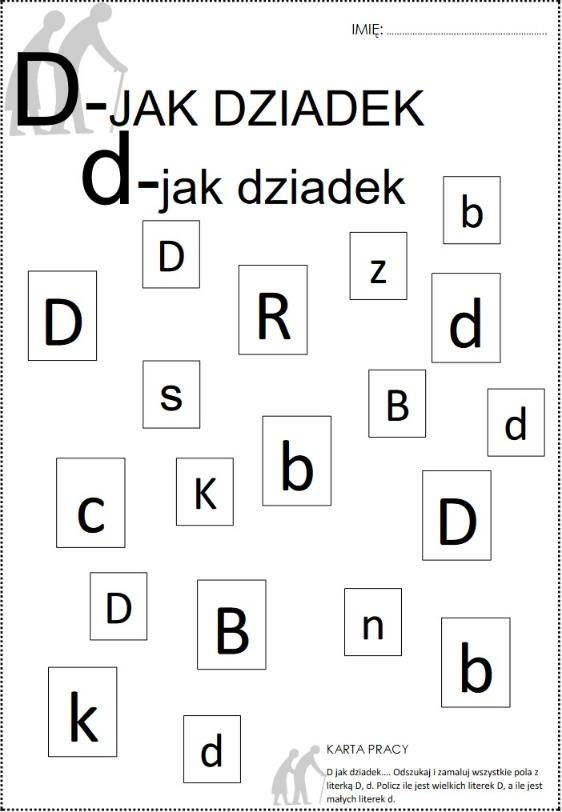 IMIĘ: ..........................................................
D-JAK DZIADEK
d-jak dziadek
b
D
z
D
R
d
s
B
d
b
c
K
D
D
B
n
b
k
d
KARTA PRACY
D jak dziadek.... Odszukaj i zamaluj wszystkie pola z
literką D, d. Policz ile jest wielkich literek D, a ile jest
małych literek d.